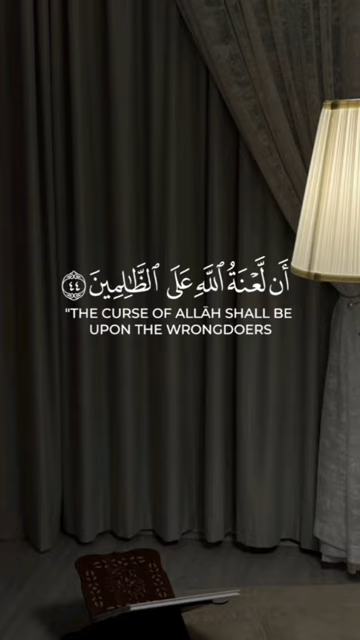 أَن لَّعْنَةُ ٱللَّهِ عَلَى ٱلظَّـٰلِمِينَ ٤٤
"THE CURSE OF ALLĀH SHALL BE
UPON THE WRONGDOERS